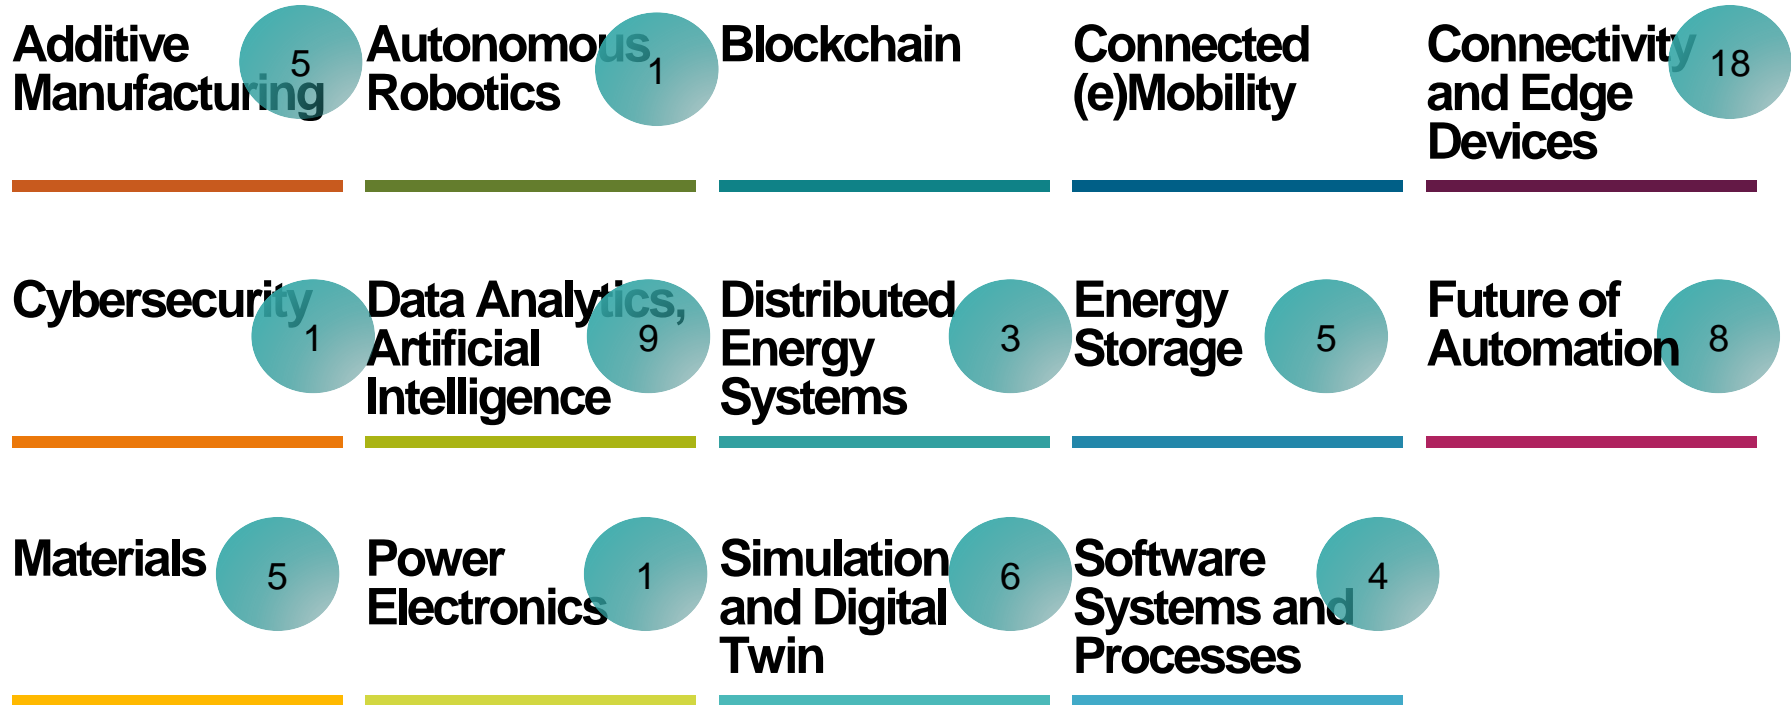 Additive
Manufacturing
5
Autonomous
Robotics
1
Blockchain
Connected
(e)Mobility
Connectivity
and Edge
Devices
18
Cybersecurity
1
Data Analytics,
Artificial
Intelligence
9
Distributed
Energy
Systems
3
Energy
Storage
5
Future of
Automation
8
Materials
5
Power
Electronics
1
Simulation
and Digital
Twin
6
Software
Systems and
Processes
4